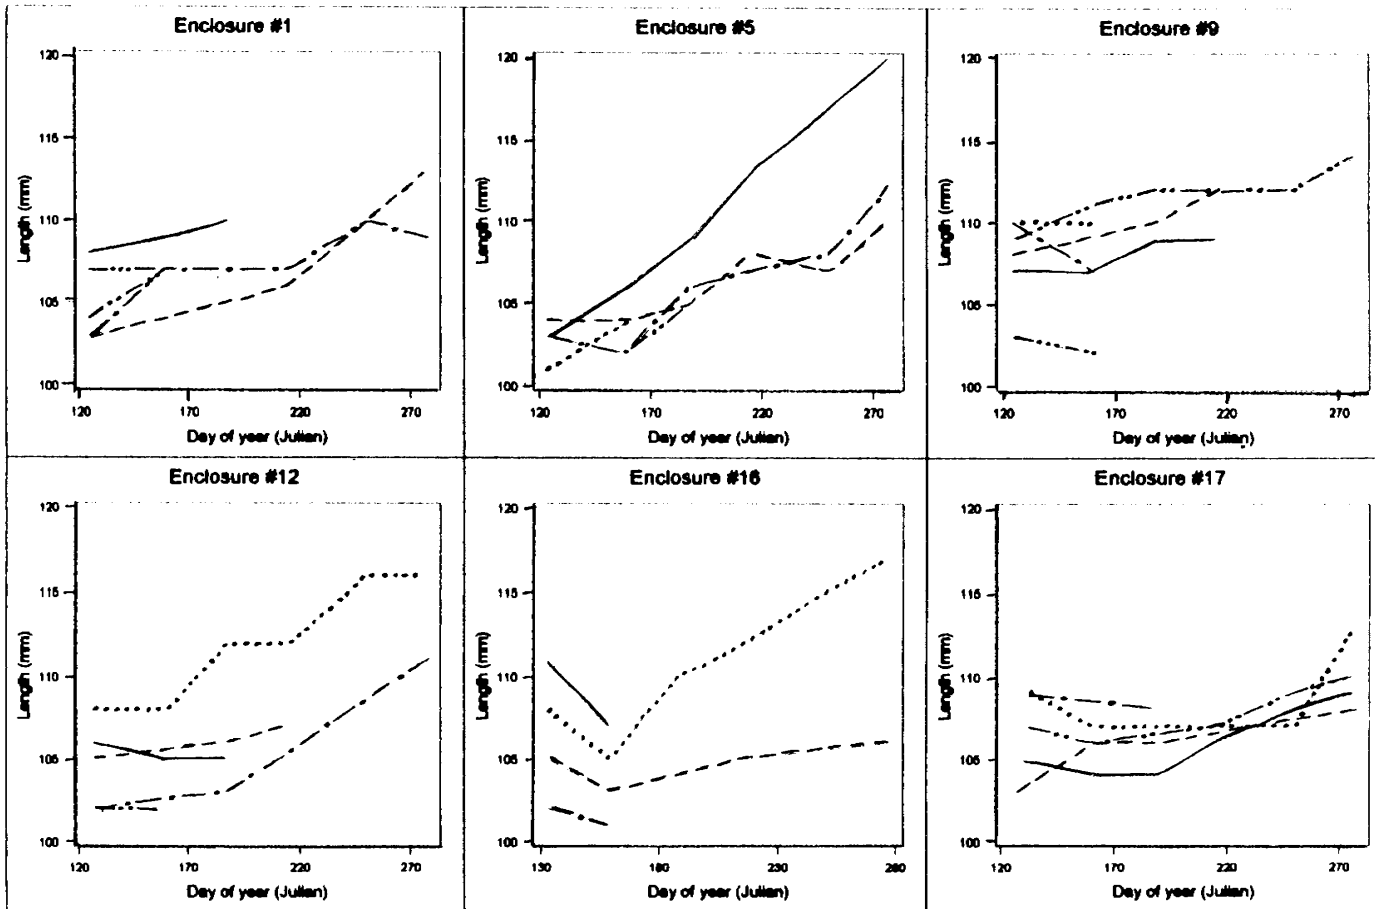 Enclosure #1
120
115
110
105
100
Length (mm)
120 170 220 270
Day of year (Julian)
Enclosure #5
120
115
110
105
100
Length (mm)
120 170 220 270
Day of year (Julian)
Enclosure #9
120
115
110
105
100
Length (mm)
120 170 220 270
Day of year (Julian)
Enclosure #12
120
115
110
105
100
Length (mm)
120 170 220 270
Day of year (Julian)
Enclosure #16
120
115
110
105
100
Length (mm)
130 180 230 280
Day of year (Julian)
Enclosure #17
120
115
110
105
100
Length (mm)
120 170 220 270
Day of year (Julian)